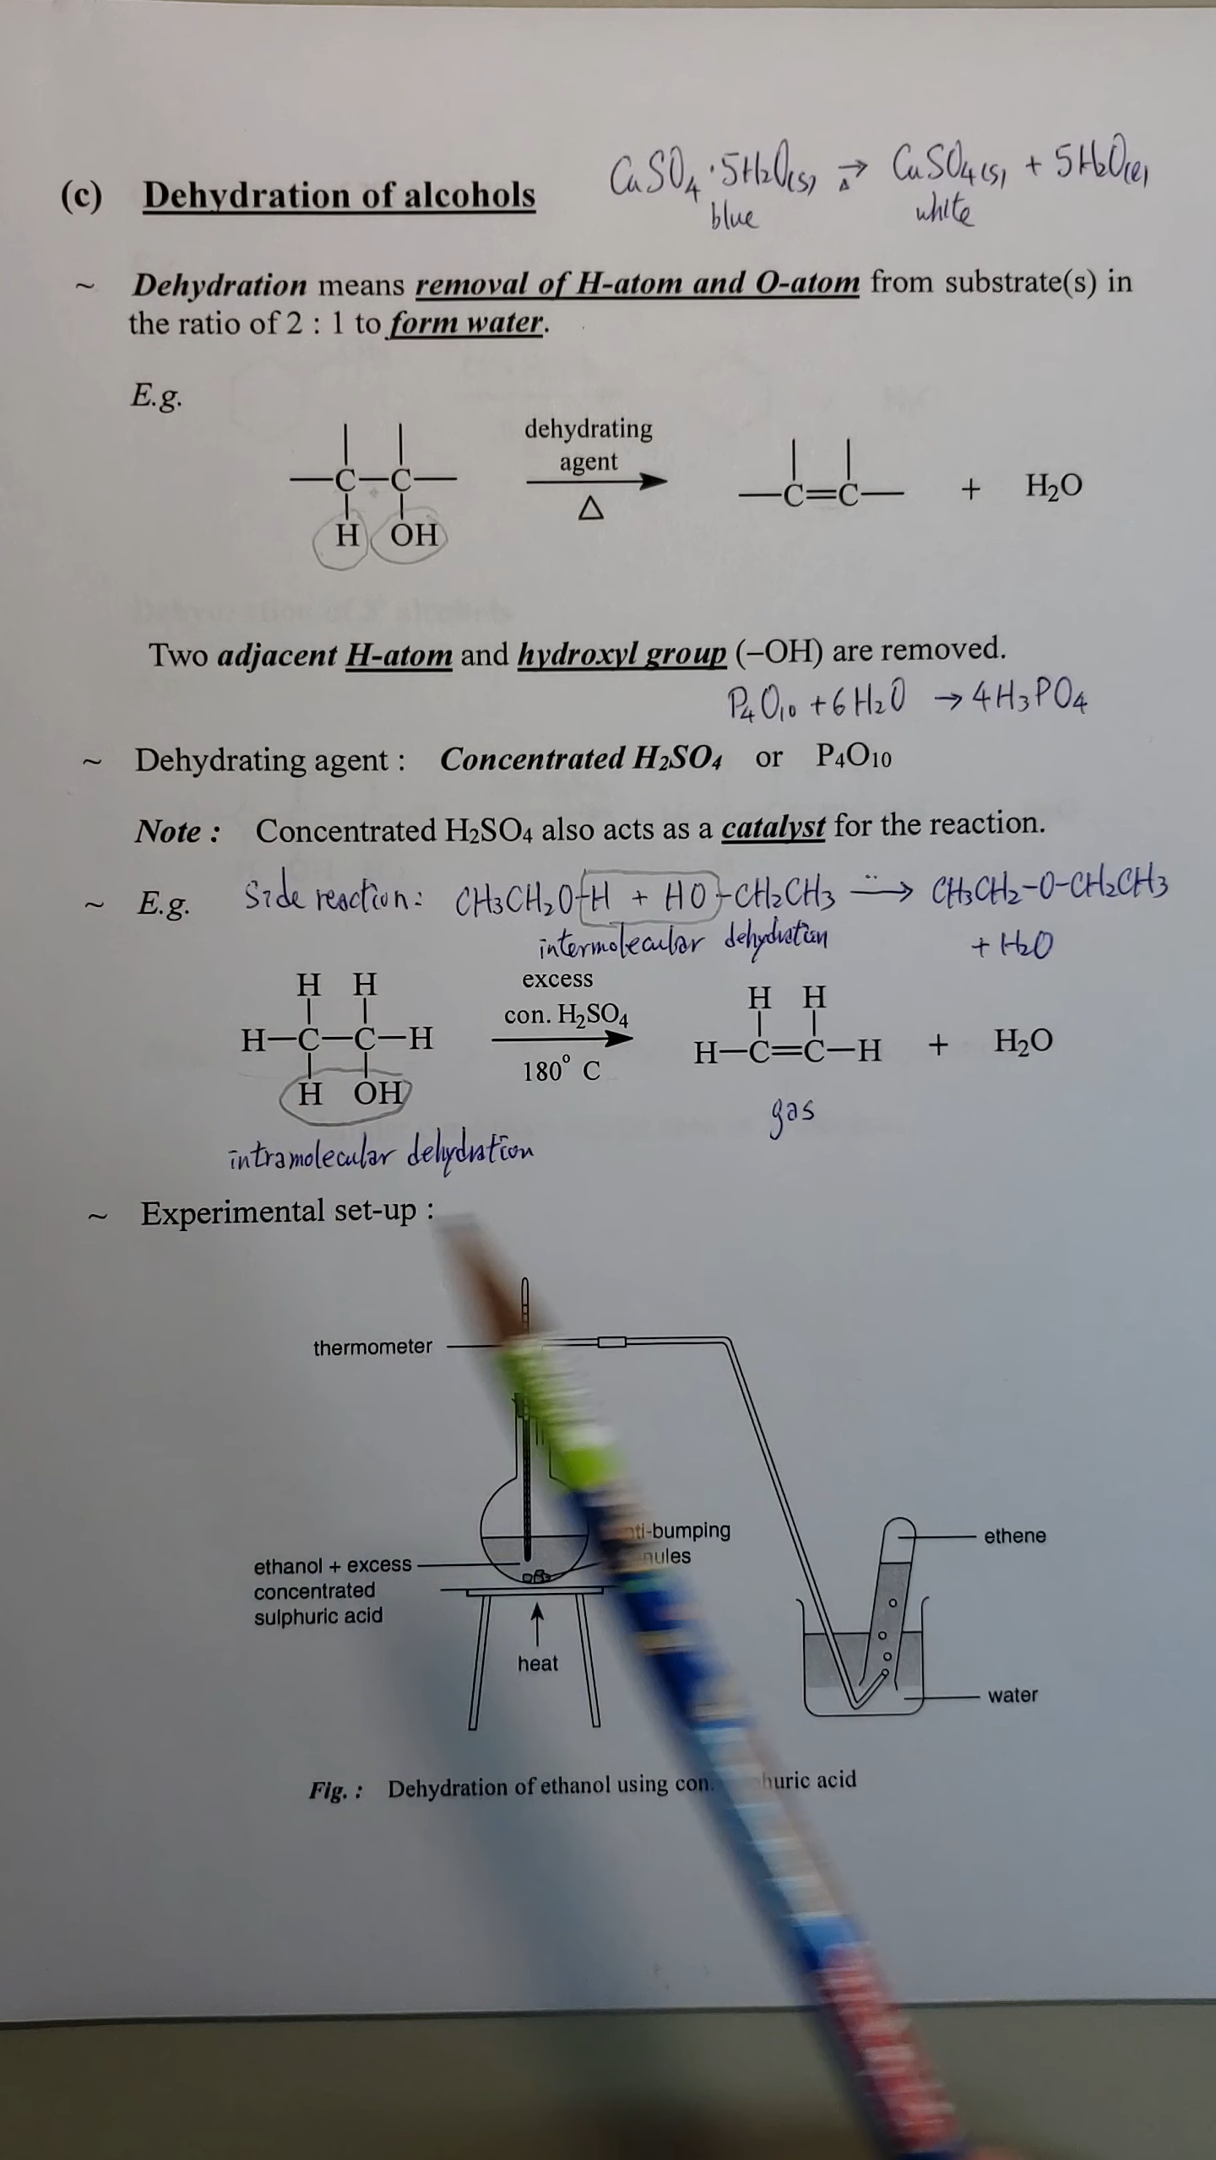 (c) Dehydration of alcohols
CuSO4·5H2O(s) ⇌ CuSO4(s) + 5H2O(l)
Δ
blue white
~ Dehydration means removal of H-atom and O-atom from substrate(s) in
the ratio of 2 : 1 to form water.
E.g.
dehydrating
agent
—C—C— —C=C— + H2O
Δ
H OH
Two adjacent H-atom and hydroxyl group (–OH) are removed.
P4O10 + 6H2O → 4H3PO4
~ Dehydrating agent : Concentrated H2SO4 or P4O10
Note : Concentrated H2SO4 also acts as a catalyst for the reaction.
~ E.g. Side reaction: CH3CH2O-H + HO-CH2CH3 → CH3CH2-O-CH2CH3
intermolecular dehydration + H2O
H H excess H H
con. H2SO4
H—C—C—H H—C=C—H + H2O
180° C
H OH
gas
intramolecular dehydration
~ Experimental set-up :
thermometer
ethene
ethanol + excess
concentrated
sulphuric acid
heat
water
Fig. : Dehydration of ethanol using con. acid